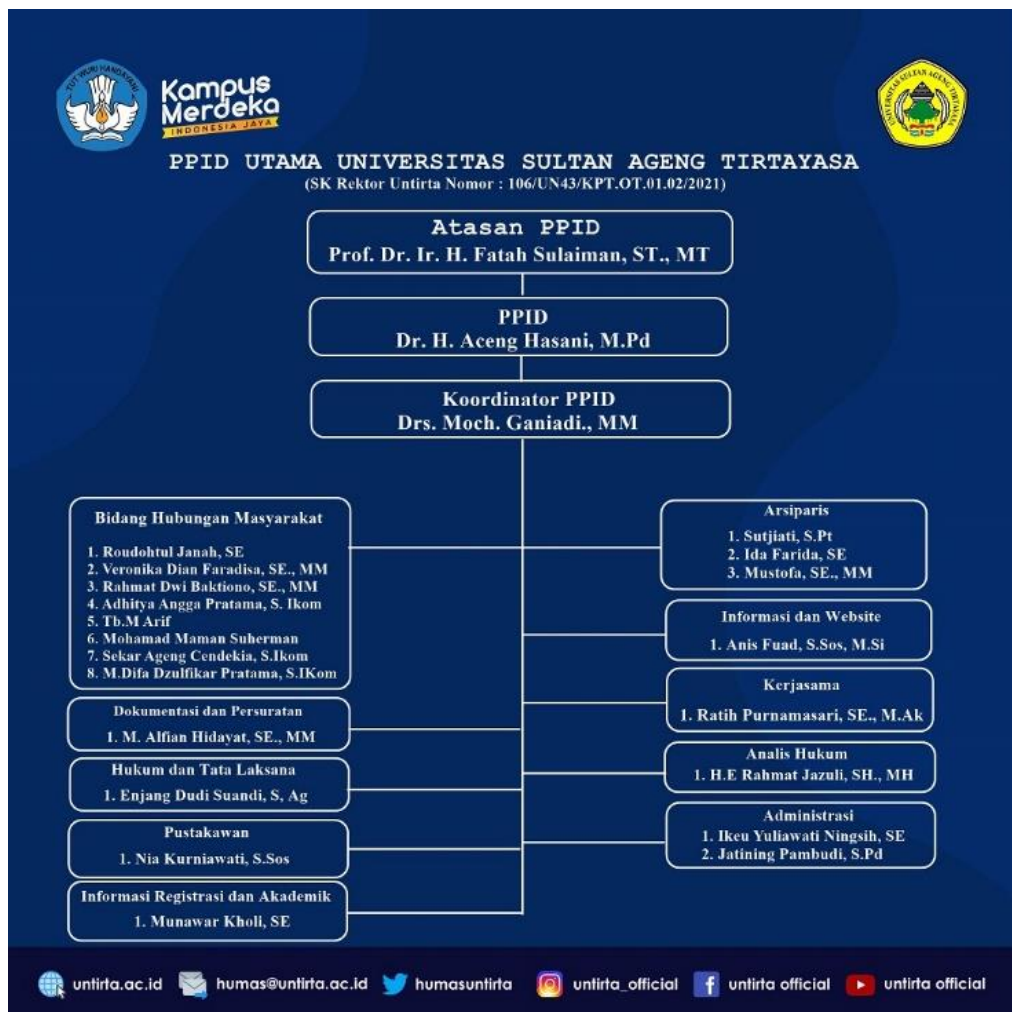 TUT WURI HANDAYANI
Kampus
Merdeka
INDONESIA JAYA
UNIVERSITAS SULTAN AGENG TIRTAYASA
PPID UTAMA UNIVERSITAS SULTAN AGENG TIRTAYASA
(SK Rektor Untirta Nomor : 106/UN43/KPT.OT.01.02/2021)
Atasan PPID
Prof. Dr. Ir. H. Fatah Sulaiman, ST., MT
PPID
Dr. H. Aceng Hasani, M.Pd
Koordinator PPID
Drs. Moch. Ganiadi., MM
Bidang Hubungan Masyarakat
1. Roudohtul Janah, SE
2. Veronika Dian Faradisa, SE., MM
3. Rahmat Dwi Baktiono, SE., MM
4. Adhitya Angga Pratama, S. Ikom
5. Tb.M Arif
6. Mohamad Maman Suherman
7. Sekar Ageng Cendekia, S.Ikom
8. M.Difa Dzulfikar Pratama, S.IKom
Dokumentasi dan Persuratan
1. M. Alfian Hidayat, SE., MM
Hukum dan Tata Laksana
1. Enjang Dudi Suandi, S, Ag
Pustakawan
1. Nia Kurniawati, S.Sos
Informasi Registrasi dan Akademik
1. Munawar Kholi, SE
Arsiparis
1. Sutjiati, S.Pt
2. Ida Farida, SE
3. Mustofa, SE., MM
Informasi dan Website
1. Anis Fuad, S.Sos, M.Si
Kerjasama
1. Ratih Purnamasari, SE., M.Ak
Analis Hukum
1. H.E Rahmat Jazuli, SH., MH
Administrasi
1. Ikeu Yuliawati Ningsih, SE
2. Jatining Pambudi, S.Pd
untirta.ac.id humas@untirta.ac.id humasuntirta untirta_official untirta official untirta official